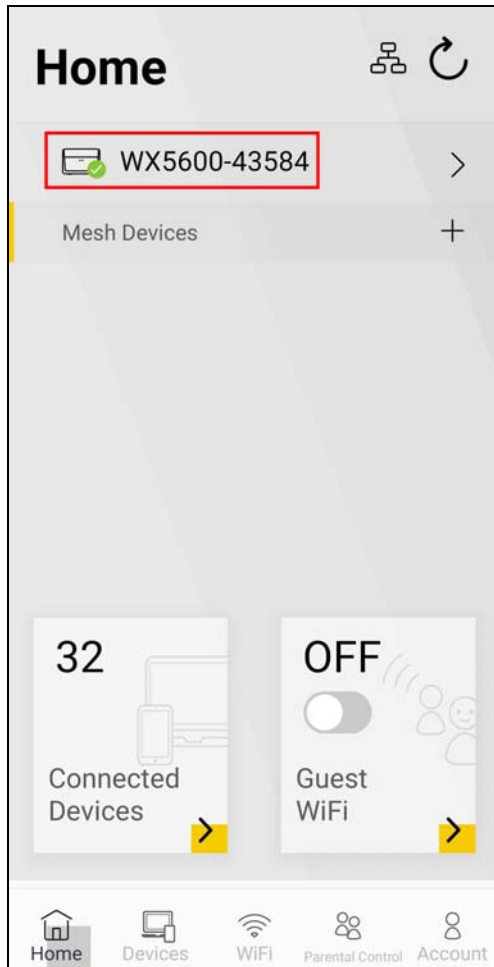 Home
WX5600-43584
Mesh Devices
32
Connected
Devices
OFF
Guest
WiFi
Home
Devices
WiFi
Parental Control
Account